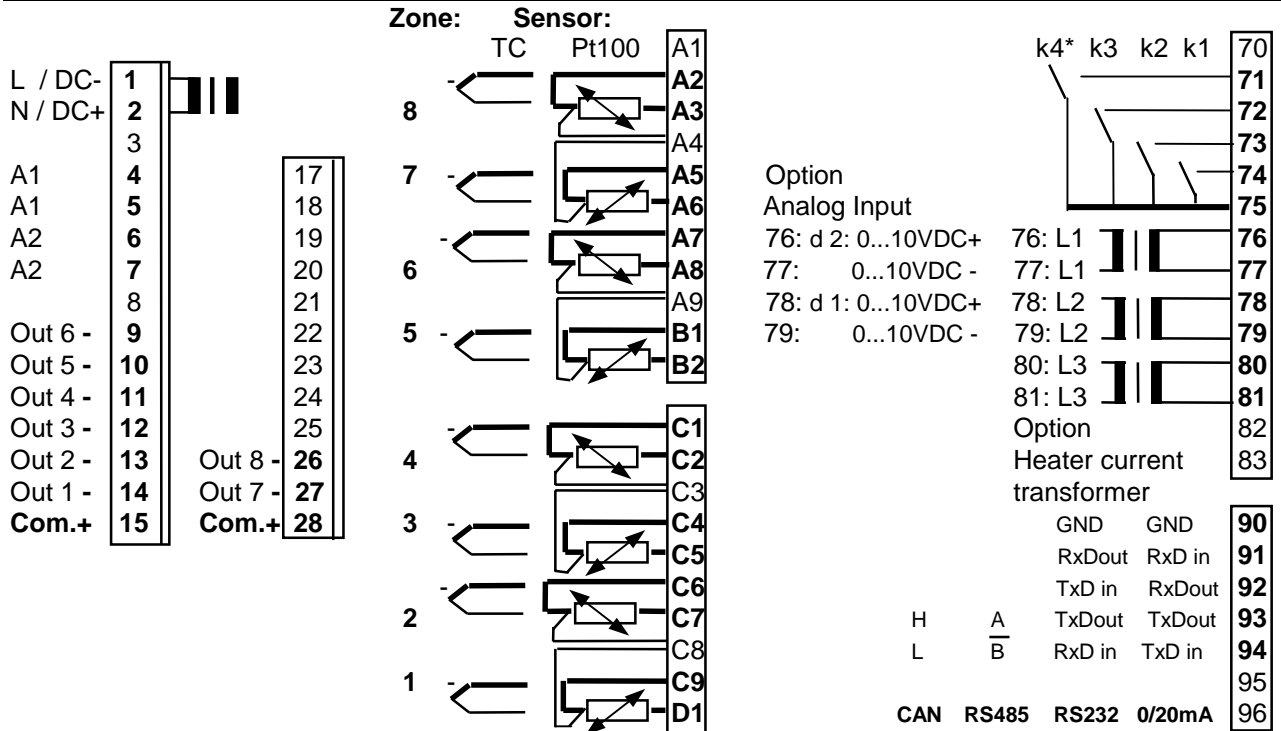 Zone: Sensor:
TC Pt100 A1
L / DC- 1
N / DC+ 2
3
A1 4
A1 5
A2 6
A2 7
8
Out 6 - 9
Out 5 - 10
Out 4 - 11
Out 3 - 12
Out 2 - 13
Out 1 - 14
Com.+ 15
17
18
19
20
21
22
23
24
25
Out 8 - 26
Out 7 - 27
Com.+ 28
- A2
8 A3
A4
7 - A5
A6
- A7
6 A8
A9
5 - B1
B2
- C1
4 C2
C3
3 - C4
C5
- C6
2 C7
C8
1 - C9
D1
k4* k3 k2 k1 70
71
72
73
74
75
Option
Analog Input
76: d 2: 0...10VDC+ 76: L1 76
77: 0...10VDC - 77: L1 77
78: d 1: 0...10VDC+ 78: L2 78
79: 0...10VDC - 79: L2 79
80: L3 80
81: L3 81
Option 82
Heater current 83
transformer
GND GND 90
RxDout RxD in 91
TxD in RxDout 92
H A TxDout TxDout 93
L B RxD in TxD in 94
95
CAN RS485 RS232 0/20mA 96